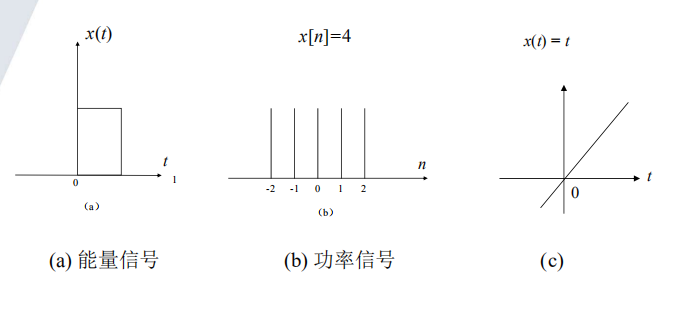 x(t)
x[n]=4
x(t) = t
t
n
t
0
1
-2 -1 0 1 2
0
(a)
(b)
(a) 能量信号
(b) 功率信号
(c)